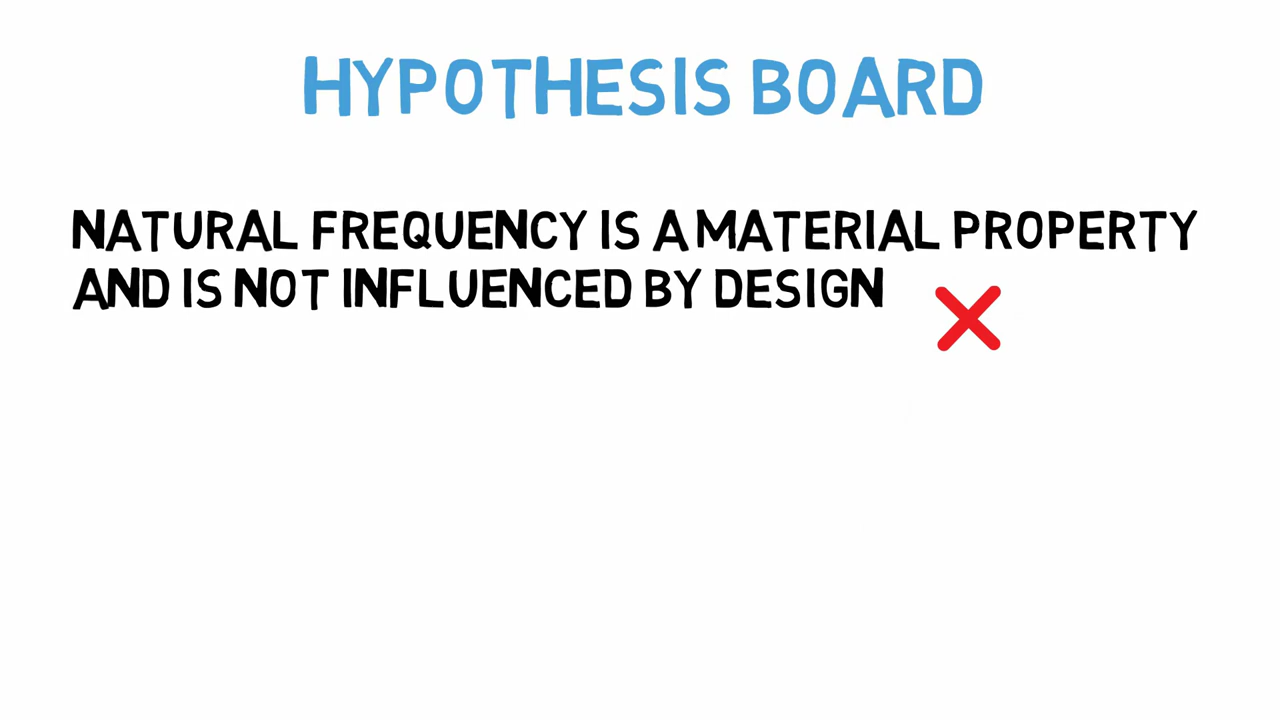 HYPOTHESIS BOARD
NATURAL FREQUENCY IS A MATERIAL PROPERTY
AND IS NOT INFLUENCED BY DESIGN